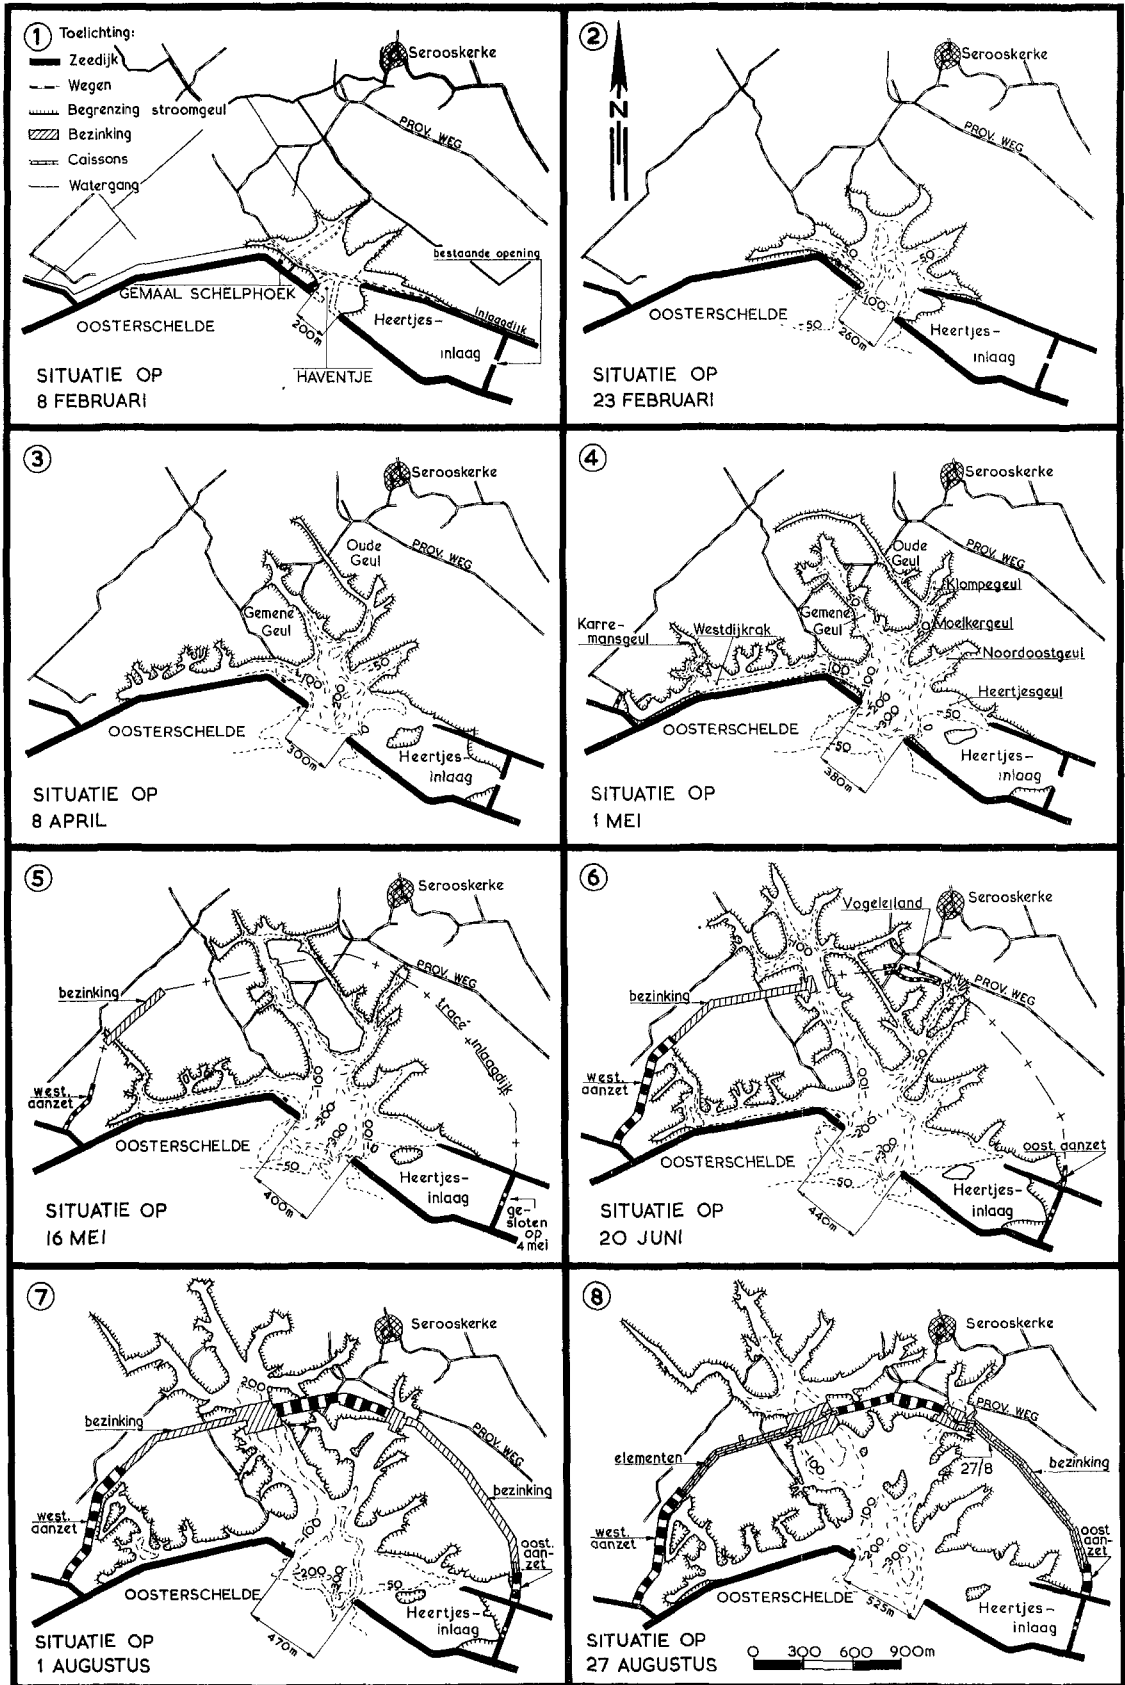 1
Toelichting:
Zeedijk
Wegen
Begrenzing stroomgeul
Bezinking
Caissons
Watergang
Serooskerke
PROV. WEG
bestaande opening
GEMAAL SCHELPHOEK
OOSTERSCHELDE
200m
Heertjes-
inlaag
Inlaagdijk
HAVENTJE
SITUATIE OP
8 FEBRUARI
2
N
Serooskerke
PROV. WEG
50
50
-100-
-50
260m
Heertjes-
inlaag
OOSTERSCHELDE
SITUATIE OP
23 FEBRUARI
3
Serooskerke
Oude
Geul
PROV. WEG
Gemene
Geul
-50
100
200
OOSTERSCHELDE
300m
Heertjes-
inlaag
SITUATIE OP
8 APRIL
4
Serooskerke
Oude
Geul
PROV. WEG
Klompegeul
50
Gemene
Geul
Moelkergeul
Karre-
mansgeul
Westdijkrak
Noordoostgeul
100
100
Heertjesgeul
200
-300
-50
-50
OOSTERSCHELDE
380m
Heertjes-
inlaag
SITUATIE OP
1 MEI
5
Serooskerke
PROV. WEG
bezinking
tracé
inlaagdijk
west.
aanzet
100
-200
300
100
-50
OOSTERSCHELDE
400m
Heertjes-
inlaag
ge-
sloten
op
4 mei
SITUATIE OP
16 MEI
6
Vogeleiland
Serooskerke
100
PROV. WEG
bezinking
50
west.
aanzet
100
-200
-300
-50
oost. aanzet
OOSTERSCHELDE
440m
Heertjes-
inlaag
SITUATIE OP
20 JUNI
7
Serooskerke
200
bezinking
PROV. WEG
bezinking
west.
aanzet
100
-200
300
-50
oost.
aan-
zet
OOSTERSCHELDE
470m
Heertjes-
inlaag
SITUATIE OP
1 AUGUSTUS
8
Serooskerke
PROV. WEG
elementen
27/8
bezinking
100
100
west.
aanzet
-200
-300
oost
aan-
zet
OOSTERSCHELDE
525m
Heertjes-
inlaag
SITUATIE OP
27 AUGUSTUS
0 300 600 900m